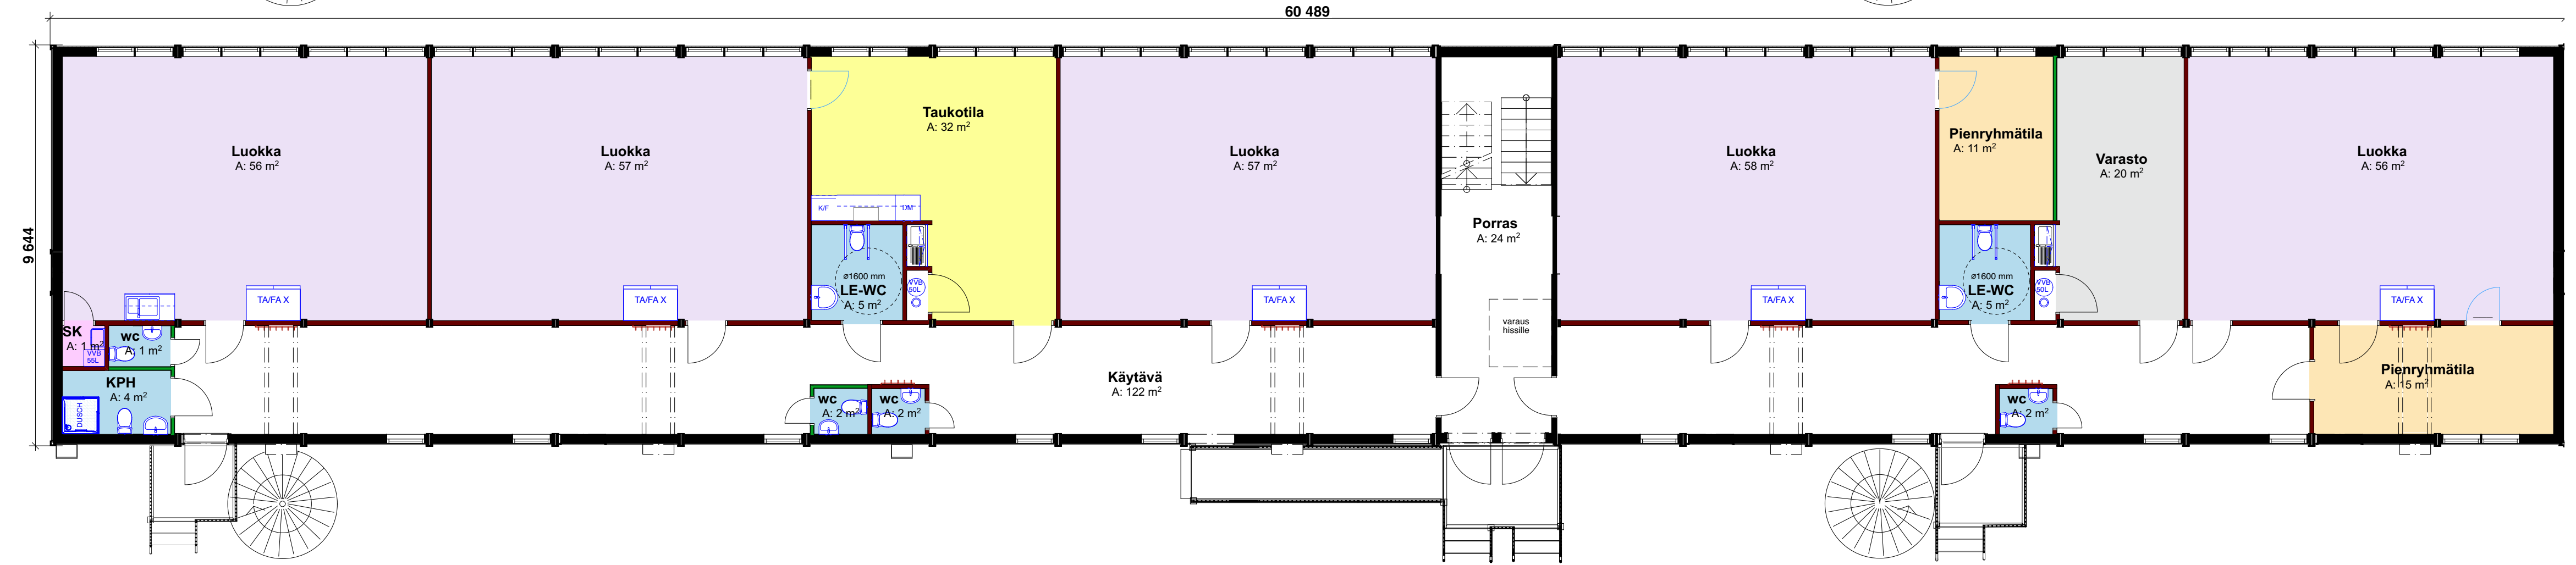 60 489
9 644
Luokka
A: 56 m²
Luokka
A: 57 m²
Taukotila
A: 32 m²
K/F
IJM
Luokka
A: 57 m²
Porras
A: 24 m²
Luokka
A: 58 m²
Pienryhmätila
A: 11 m²
Varasto
A: 20 m²
Luokka
A: 56 m²
TA/FA X
TA/FA X
ø1600 mm
LE-WC
A: 5 m²
VVB
50L
TA/FA X
varaus
hissille
TA/FA X
ø1600 mm
LE-WC
A: 5 m²
VVB
50L
TA/FA X
SK
A: 1 m²
VVB
55L
wc
A: 1 m²
KPH
A: 4 m²
DUSCH
wc
A: 2 m²
wc
A: 2 m²
Käytävä
A: 122 m²
wc
A: 2 m²
Pienryhmätila
A: 15 m²